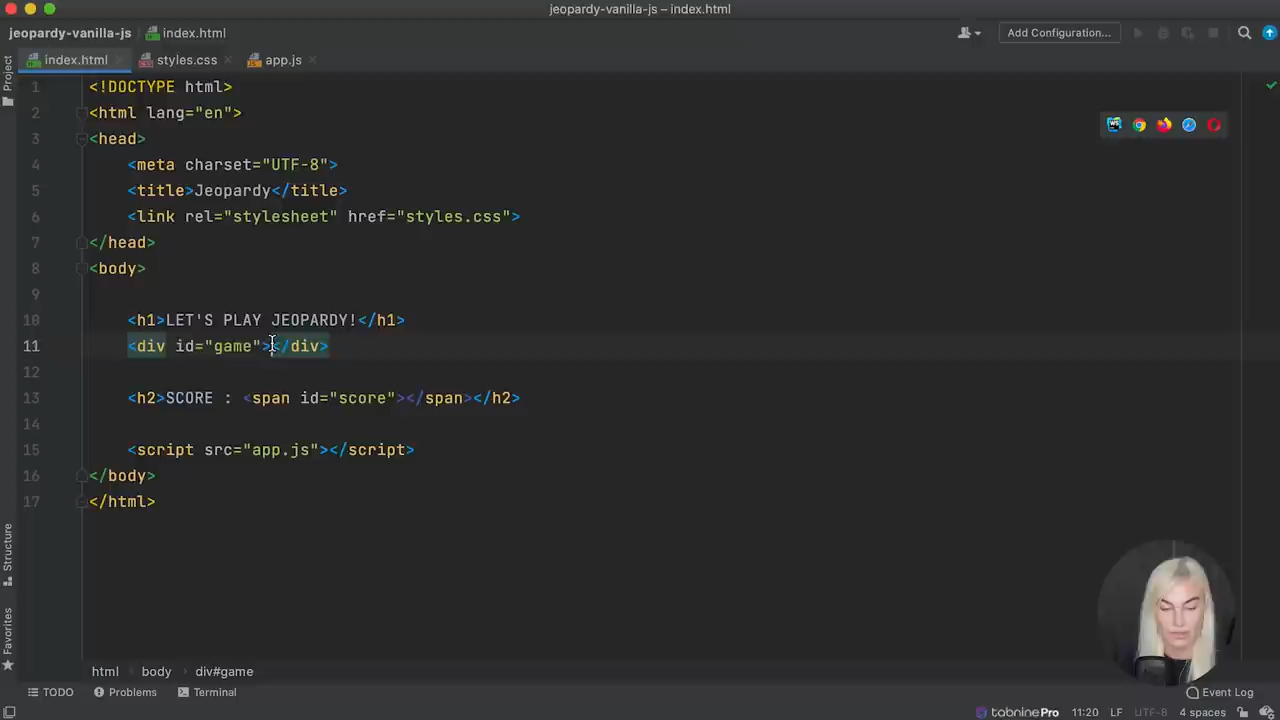 jeopardy-vanilla-js – index.html
jeopardy-vanilla-js
index.html
Add Configuration...
Project
index.html
styles.css
app.js
1 <!DOCTYPE html>
2 <html lang="en">
3 <head>
4 <meta charset="UTF-8">
5 <title>Jeopardy</title>
6 <link rel="stylesheet" href="styles.css">
7 </head>
8 <body>
9
10 <h1>LET'S PLAY JEOPARDY!</h1>
11 <div id="game"></div>
12
13 <h2>SCORE : <span id="score"></span></h2>
14
15 <script src="app.js"></script>
16 </body>
17 </html>
Structure
Favorites
html
body
div#game
TODO
Problems
Terminal
Event Log
tabnine Pro
11:20
LF
UTF-8
4 spaces